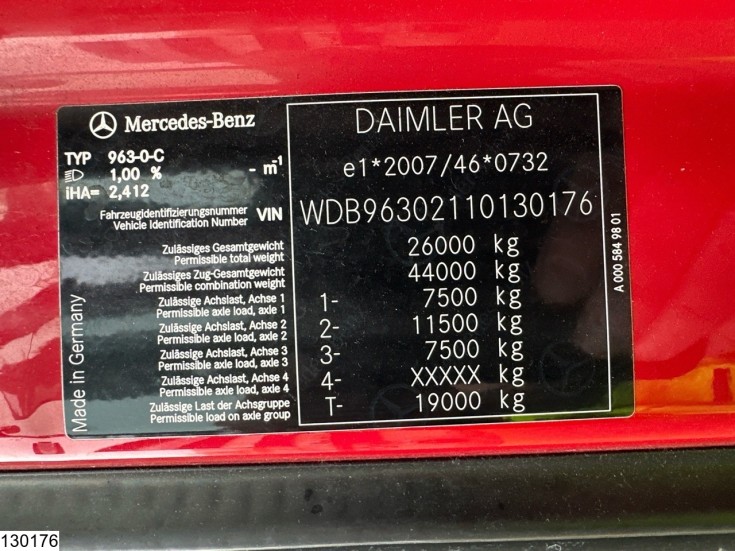 Mercedes-Benz
TYP 963-0-C
1,00 % - m⁻¹
iHA= 2,412
Fahrzeugidentifizierungsnummer
Vehicle Identification Number VIN
DAIMLER AG
e1*2007/46*0732
WDB96302110130176
Zulässiges Gesamtgewicht
Permissible total weight
26000 kg
Zulässiges Zug-Gesamtgewicht
Permissible combination weight
44000 kg
Zulässige Achslast, Achse 1
Permissible axle load, axle 1
1- 7500 kg
Zulässige Achslast, Achse 2
Permissible axle load, axle 2
2- 11500 kg
Zulässige Achslast, Achse 3
Permissible axle load, axle 3
3- 7500 kg
Zulässige Achslast, Achse 4
Permissible axle load, axle 4
4- XXXXX kg
Zulässige Last der Achsgruppe
Permissible load on axle group
T- 19000 kg
Made in Germany
A 000 584 98 01
130176